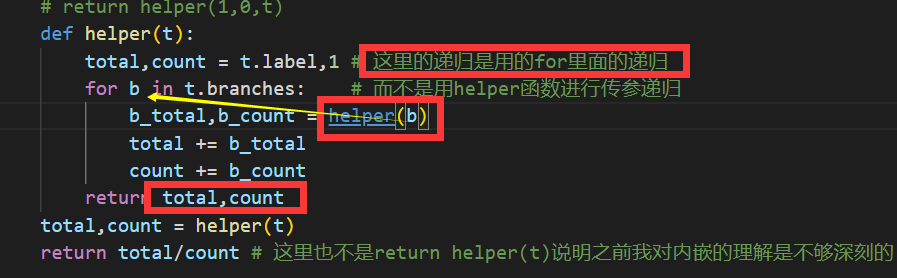 # return helper(1,0,t)
def helper(t):
total,count = t.label,1 # 这里的递归是用的for里面的递归
for b in t.branches: # 而不是用helper函数进行传参递归
b_total,b_count = helper(b)
total += b_total
count += b_count
return total,count
total,count = helper(t)
return total/count # 这里也不是return helper(t)说明之前我对内嵌的理解是不够深刻的